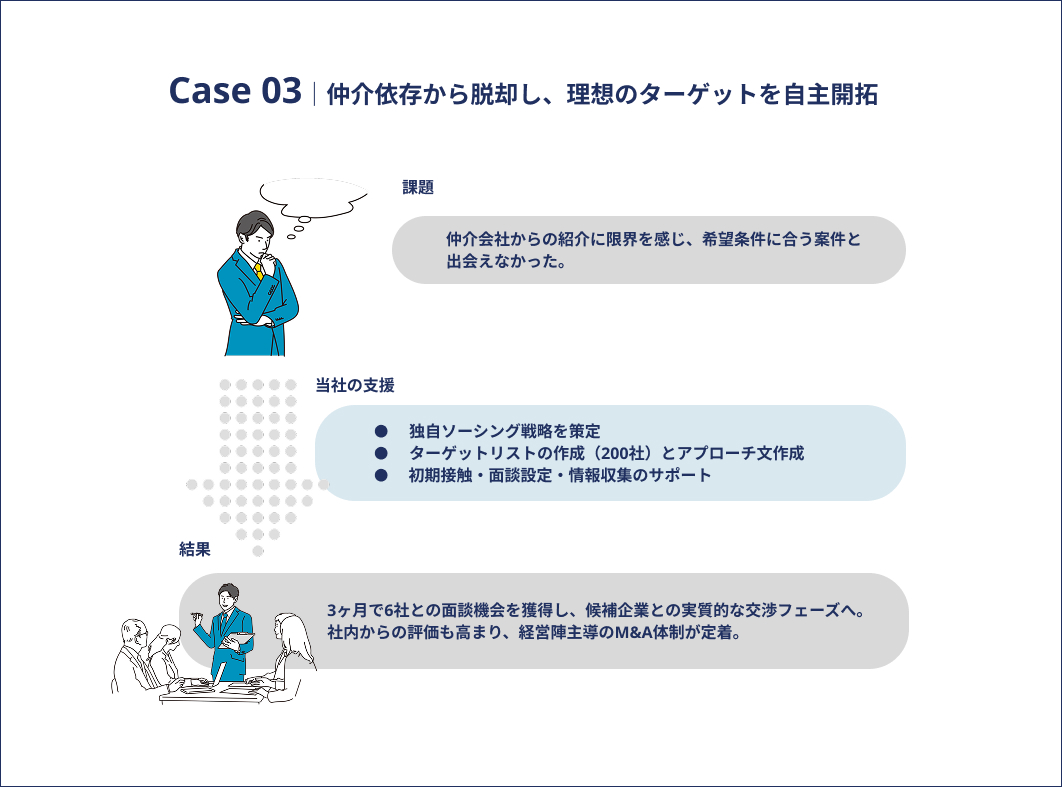 Case 03｜仲介依存から脱却し、理想のターゲットを自主開拓
課題
仲介会社からの紹介に限界を感じ、希望条件に合う案件と
出会えなかった。
当社の支援
● 独自ソーシング戦略を策定
● ターゲットリストの作成（200社）とアプローチ文作成
● 初期接触・面談設定・情報収集のサポート
結果
3ヶ月で6社との面談機会を獲得し、候補企業との実質的な交渉フェーズへ。
社内からの評価も高まり、経営陣主導のM&A体制が定着。